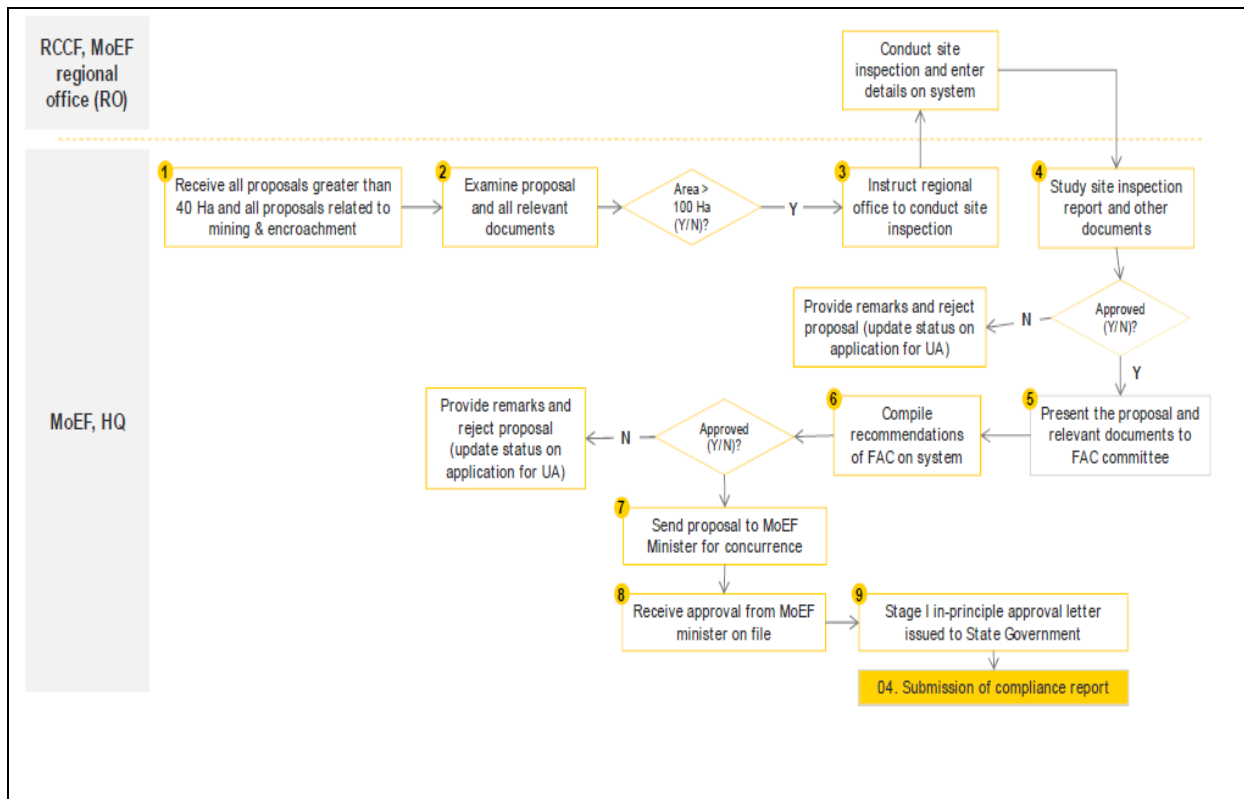 RCCF, MoEF
regional
office (RO)
Conduct site
inspection and enter
details on system
MoEF, HQ
1
Receive all proposals greater than
40 Ha and all proposals related to
mining & encroachment
2
Examine proposal
and all relevant
documents
Area >
100 Ha
(Y/N)?
Y
3
Instruct regional
office to conduct site
inspection
4
Study site inspection
report and other
documents
Approved
(Y/N)?
N
Provide remarks and reject
proposal (update status on
application for UA)
Y
5
Present the proposal and
relevant documents to
FAC committee
6
Compile
recommendations
of FAC on system
Approved
(Y/N)?
N
Provide remarks and
reject proposal
(update status on
application for UA)
7
Send proposal to MoEF
Minister for concurrence
8
Receive approval from MoEF
minister on file
9
Stage I in-principle approval letter
issued to State Government
04. Submission of compliance report